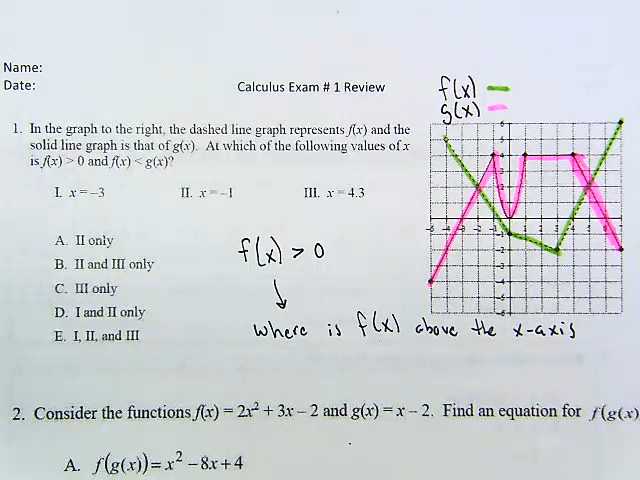 Name:
Date:
Calculus Exam # 1 Review
f(x)
g(x)
1. In the graph to the right, the dashed line graph represents f(x) and the
solid line graph is that of g(x). At which of the following values of x
is f(x) > 0 and f(x) < g(x)?
I. x = –3 II. x = –1 III. x = 4.3
A. II only
B. II and III only
C. III only
D. I and II only
E. I, II, and III
f(x) > 0
where is f(x) above the x-axis
2. Consider the functions f(x) = 2x² + 3x – 2 and g(x) = x – 2. Find an equation for f(g(x)
A. f(g(x)) = x² – 8x + 4